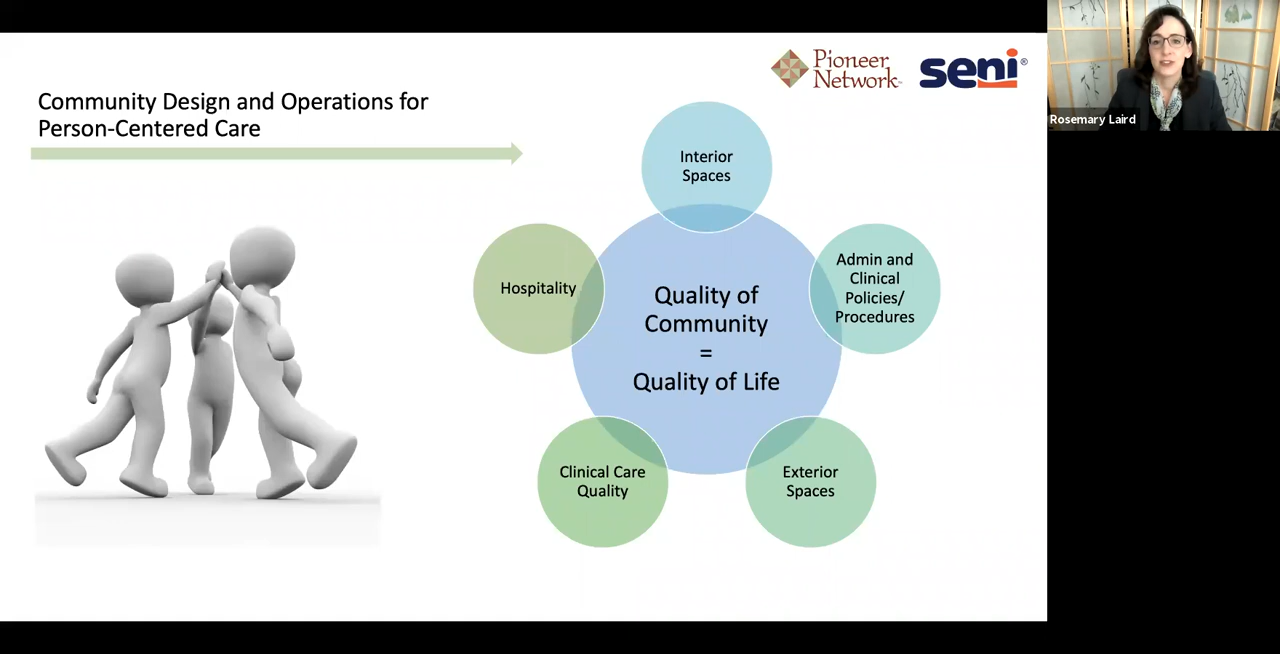 Pioneer
Network
seni®
Rosemary Laird
Community Design and Operations for
Person-Centered Care
Interior
Spaces
Admin and
Clinical
Policies/
Procedures
Exterior
Spaces
Clinical Care
Quality
Hospitality
Quality of
Community
=
Quality of Life